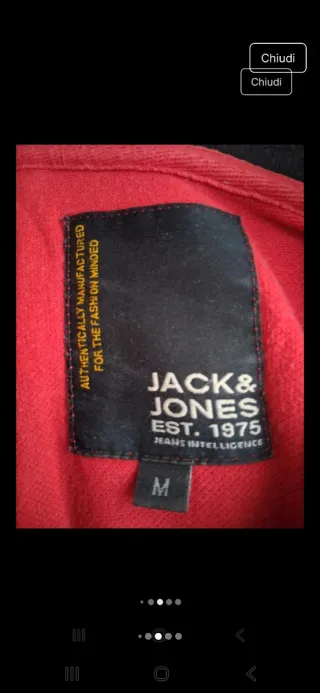 Chiudi
Chiudi
AUTHENTICALLY MANUFACTURED
FOR THE FASHION MINDED
JACK&
JONES
EST. 1975
JEANS INTELLIGENCE
M